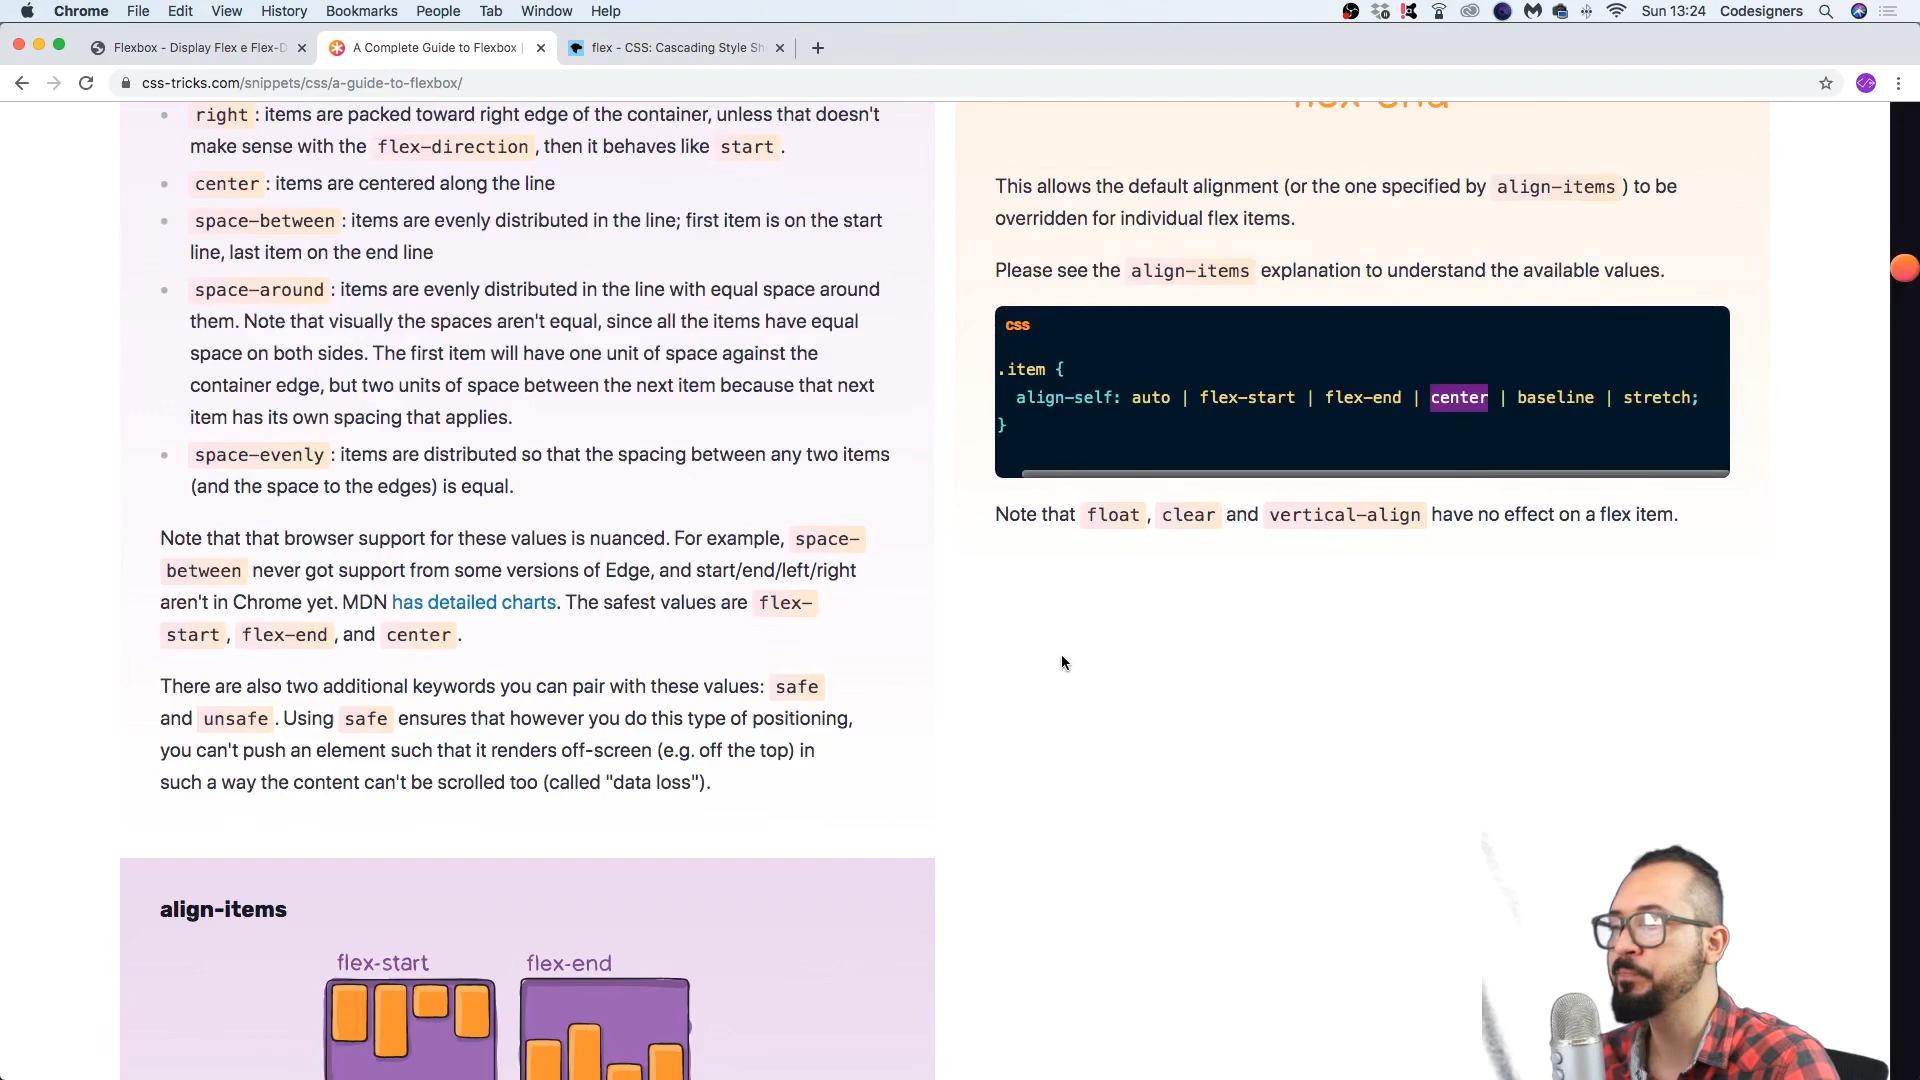 Chrome File Edit View History Bookmarks People Tab Window Help Sun 13:24 Codesigners
Flexbox - Display Flex e Flex-D
A Complete Guide to Flexbox |
flex - CSS: Cascading Style Sh
css-tricks.com/snippets/css/a-guide-to-flexbox/
right : items are packed toward right edge of the container, unless that doesn't
make sense with the flex-direction , then it behaves like start .
center : items are centered along the line
space-between : items are evenly distributed in the line; first item is on the start
line, last item on the end line
space-around : items are evenly distributed in the line with equal space around
them. Note that visually the spaces aren't equal, since all the items have equal
space on both sides. The first item will have one unit of space against the
container edge, but two units of space between the next item because that next
item has its own spacing that applies.
space-evenly : items are distributed so that the spacing between any two items
(and the space to the edges) is equal.
Note that that browser support for these values is nuanced. For example, space-
between never got support from some versions of Edge, and start/end/left/right
aren't in Chrome yet. MDN has detailed charts. The safest values are flex-
start , flex-end , and center .
There are also two additional keywords you can pair with these values: safe
and unsafe . Using safe ensures that however you do this type of positioning,
you can't push an element such that it renders off-screen (e.g. off the top) in
such a way the content can't be scrolled too (called "data loss").
align-items
flex-start
flex-end
flex-end
This allows the default alignment (or the one specified by align-items ) to be
overridden for individual flex items.
Please see the align-items explanation to understand the available values.
css
.item {
align-self: auto | flex-start | flex-end | center | baseline | stretch;
}
Note that float , clear and vertical-align have no effect on a flex item.